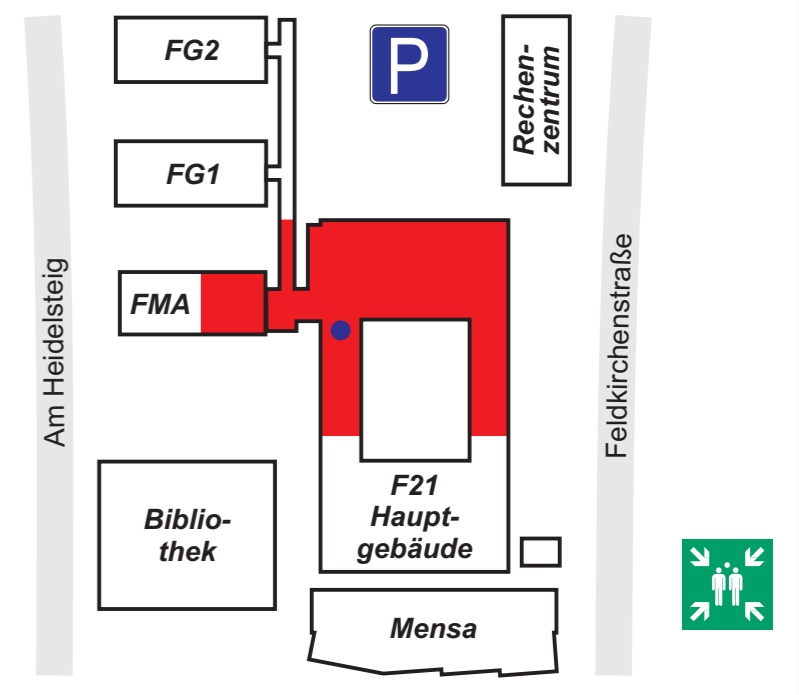 FG2
P
Rechen-
zentrum
FG1
FMA
Am Heidelsteig
Feldkirchenstraße
Biblio-
thek
F21
Haupt-
gebäude
Mensa